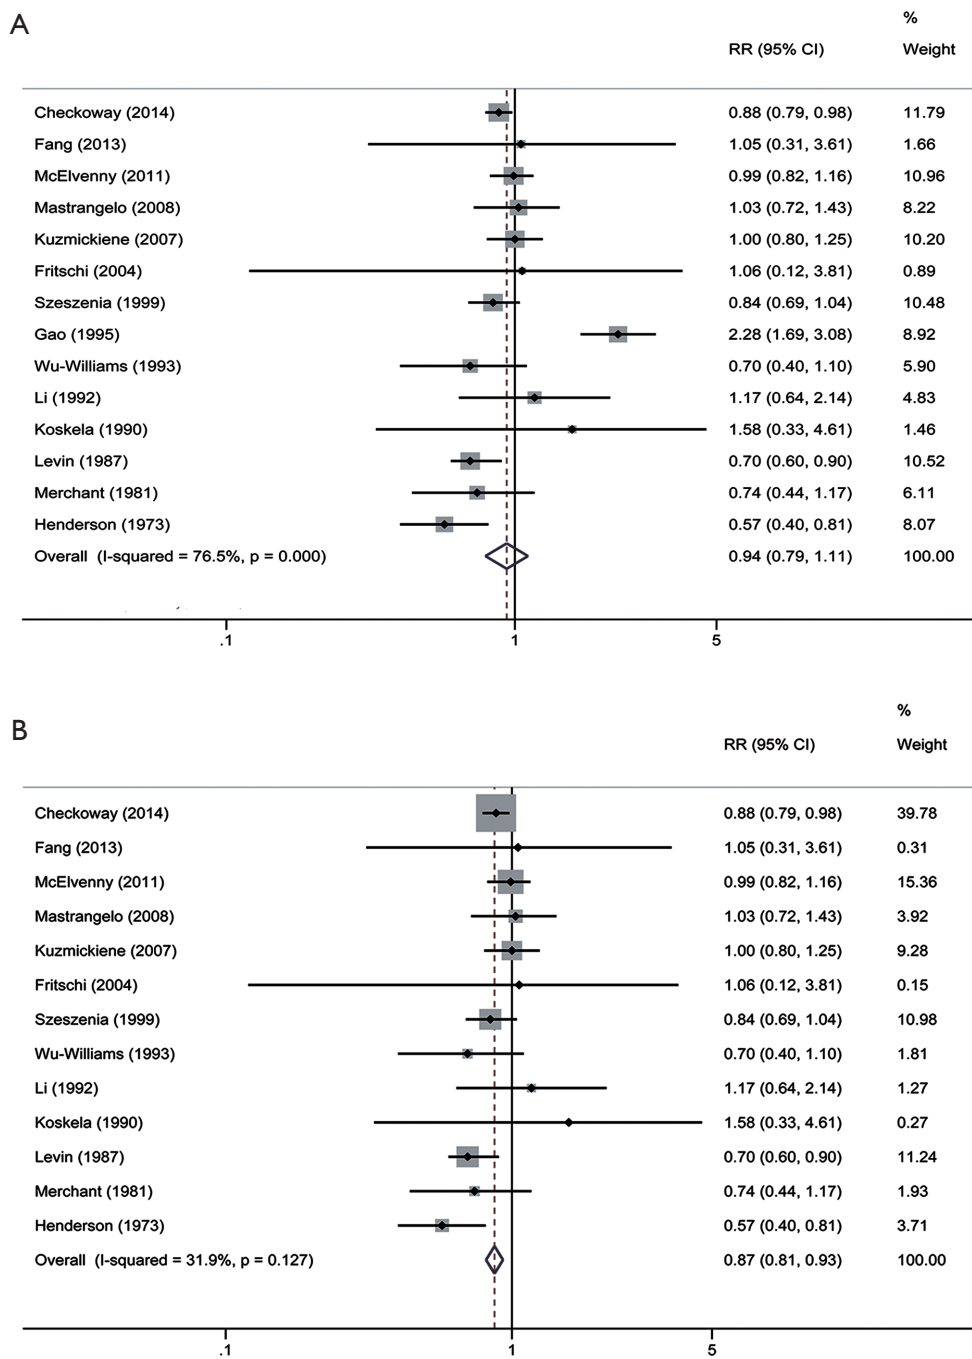 A
%
RR (95% CI) Weight
Checkoway (2014) 0.88 (0.79, 0.98) 11.79
Fang (2013) 1.05 (0.31, 3.61) 1.66
McElvenny (2011) 0.99 (0.82, 1.16) 10.96
Mastrangelo (2008) 1.03 (0.72, 1.43) 8.22
Kuzmickiene (2007) 1.00 (0.80, 1.25) 10.20
Fritschi (2004) 1.06 (0.12, 3.81) 0.89
Szeszenia (1999) 0.84 (0.69, 1.04) 10.48
Gao (1995) 2.28 (1.69, 3.08) 8.92
Wu-Williams (1993) 0.70 (0.40, 1.10) 5.90
Li (1992) 1.17 (0.64, 2.14) 4.83
Koskela (1990) 1.58 (0.33, 4.61) 1.46
Levin (1987) 0.70 (0.60, 0.90) 10.52
Merchant (1981) 0.74 (0.44, 1.17) 6.11
Henderson (1973) 0.57 (0.40, 0.81) 8.07
Overall (I-squared = 76.5%, p = 0.000) 0.94 (0.79, 1.11) 100.00
.1 1 5
B
%
RR (95% CI) Weight
Checkoway (2014) 0.88 (0.79, 0.98) 39.78
Fang (2013) 1.05 (0.31, 3.61) 0.31
McElvenny (2011) 0.99 (0.82, 1.16) 15.36
Mastrangelo (2008) 1.03 (0.72, 1.43) 3.92
Kuzmickiene (2007) 1.00 (0.80, 1.25) 9.28
Fritschi (2004) 1.06 (0.12, 3.81) 0.15
Szeszenia (1999) 0.84 (0.69, 1.04) 10.98
Wu-Williams (1993) 0.70 (0.40, 1.10) 1.81
Li (1992) 1.17 (0.64, 2.14) 1.27
Koskela (1990) 1.58 (0.33, 4.61) 0.27
Levin (1987) 0.70 (0.60, 0.90) 11.24
Merchant (1981) 0.74 (0.44, 1.17) 1.93
Henderson (1973) 0.57 (0.40, 0.81) 3.71
Overall (I-squared = 31.9%, p = 0.127) 0.87 (0.81, 0.93) 100.00
.1 1 5